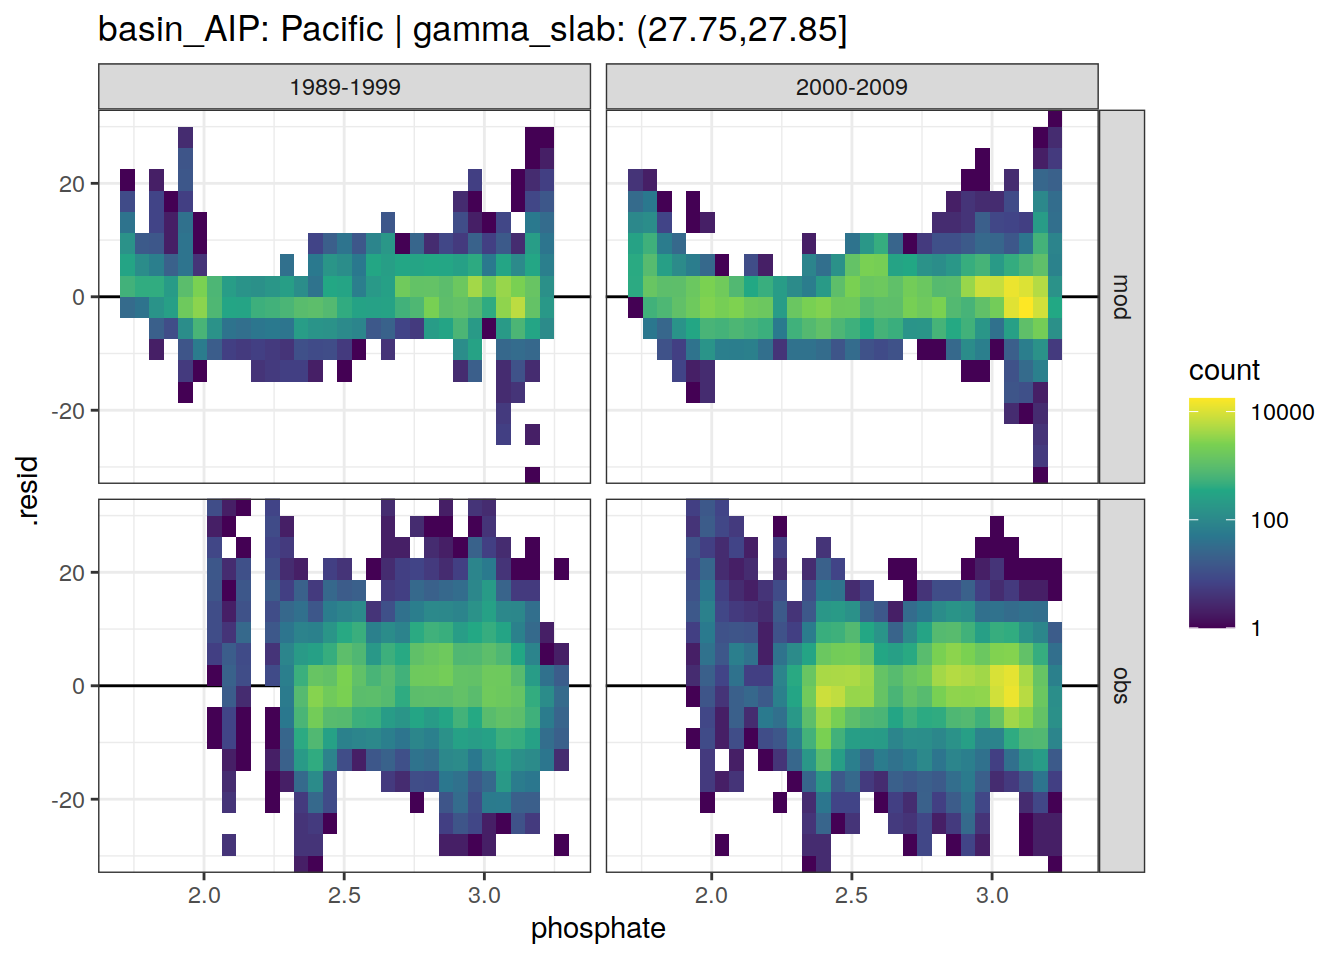 basin_AIP: Pacific | gamma_slab: (27.75,27.85]
1989-1999
2000-2009
20
0
-20
mod
20
0
-20
obs
.resid
2.0
2.5
3.0
2.0
2.5
3.0
phosphate
count
10000
100
1